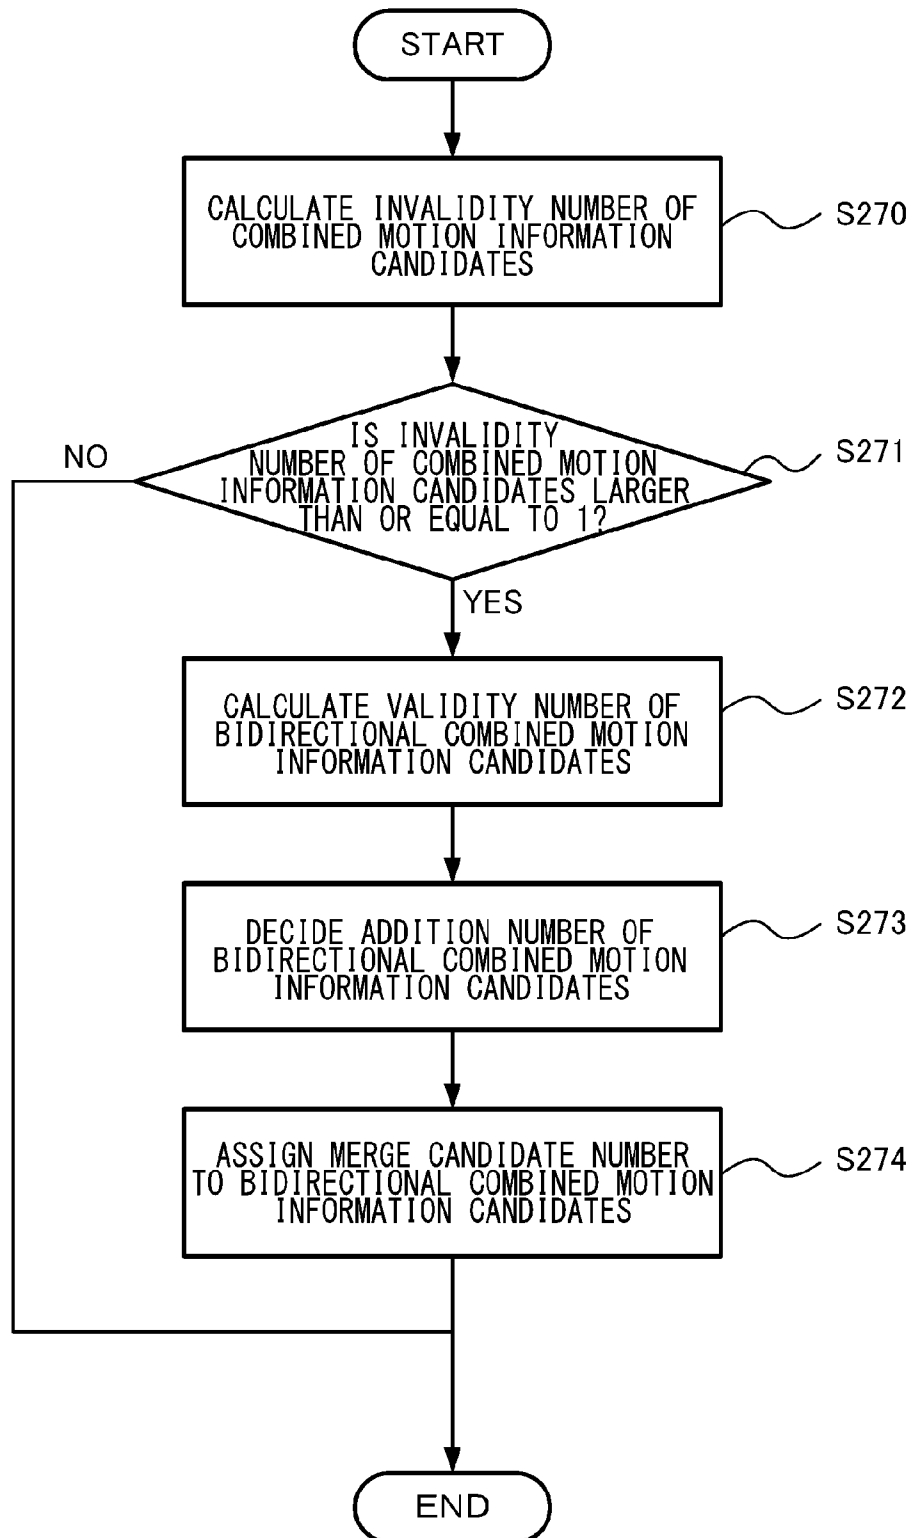 START
CALCULATE INVALIDITY NUMBER OF
COMBINED MOTION INFORMATION
CANDIDATES
S270
IS INVALIDITY
NUMBER OF COMBINED MOTION
INFORMATION CANDIDATES LARGER
THAN OR EQUAL TO 1?
S271
NO
YES
CALCULATE VALIDITY NUMBER OF
BIDIRECTIONAL COMBINED MOTION
INFORMATION CANDIDATES
S272
DECIDE ADDITION NUMBER OF
BIDIRECTIONAL COMBINED MOTION
INFORMATION CANDIDATES
S273
ASSIGN MERGE CANDIDATE NUMBER
TO BIDIRECTIONAL COMBINED MOTION
INFORMATION CANDIDATES
S274
END